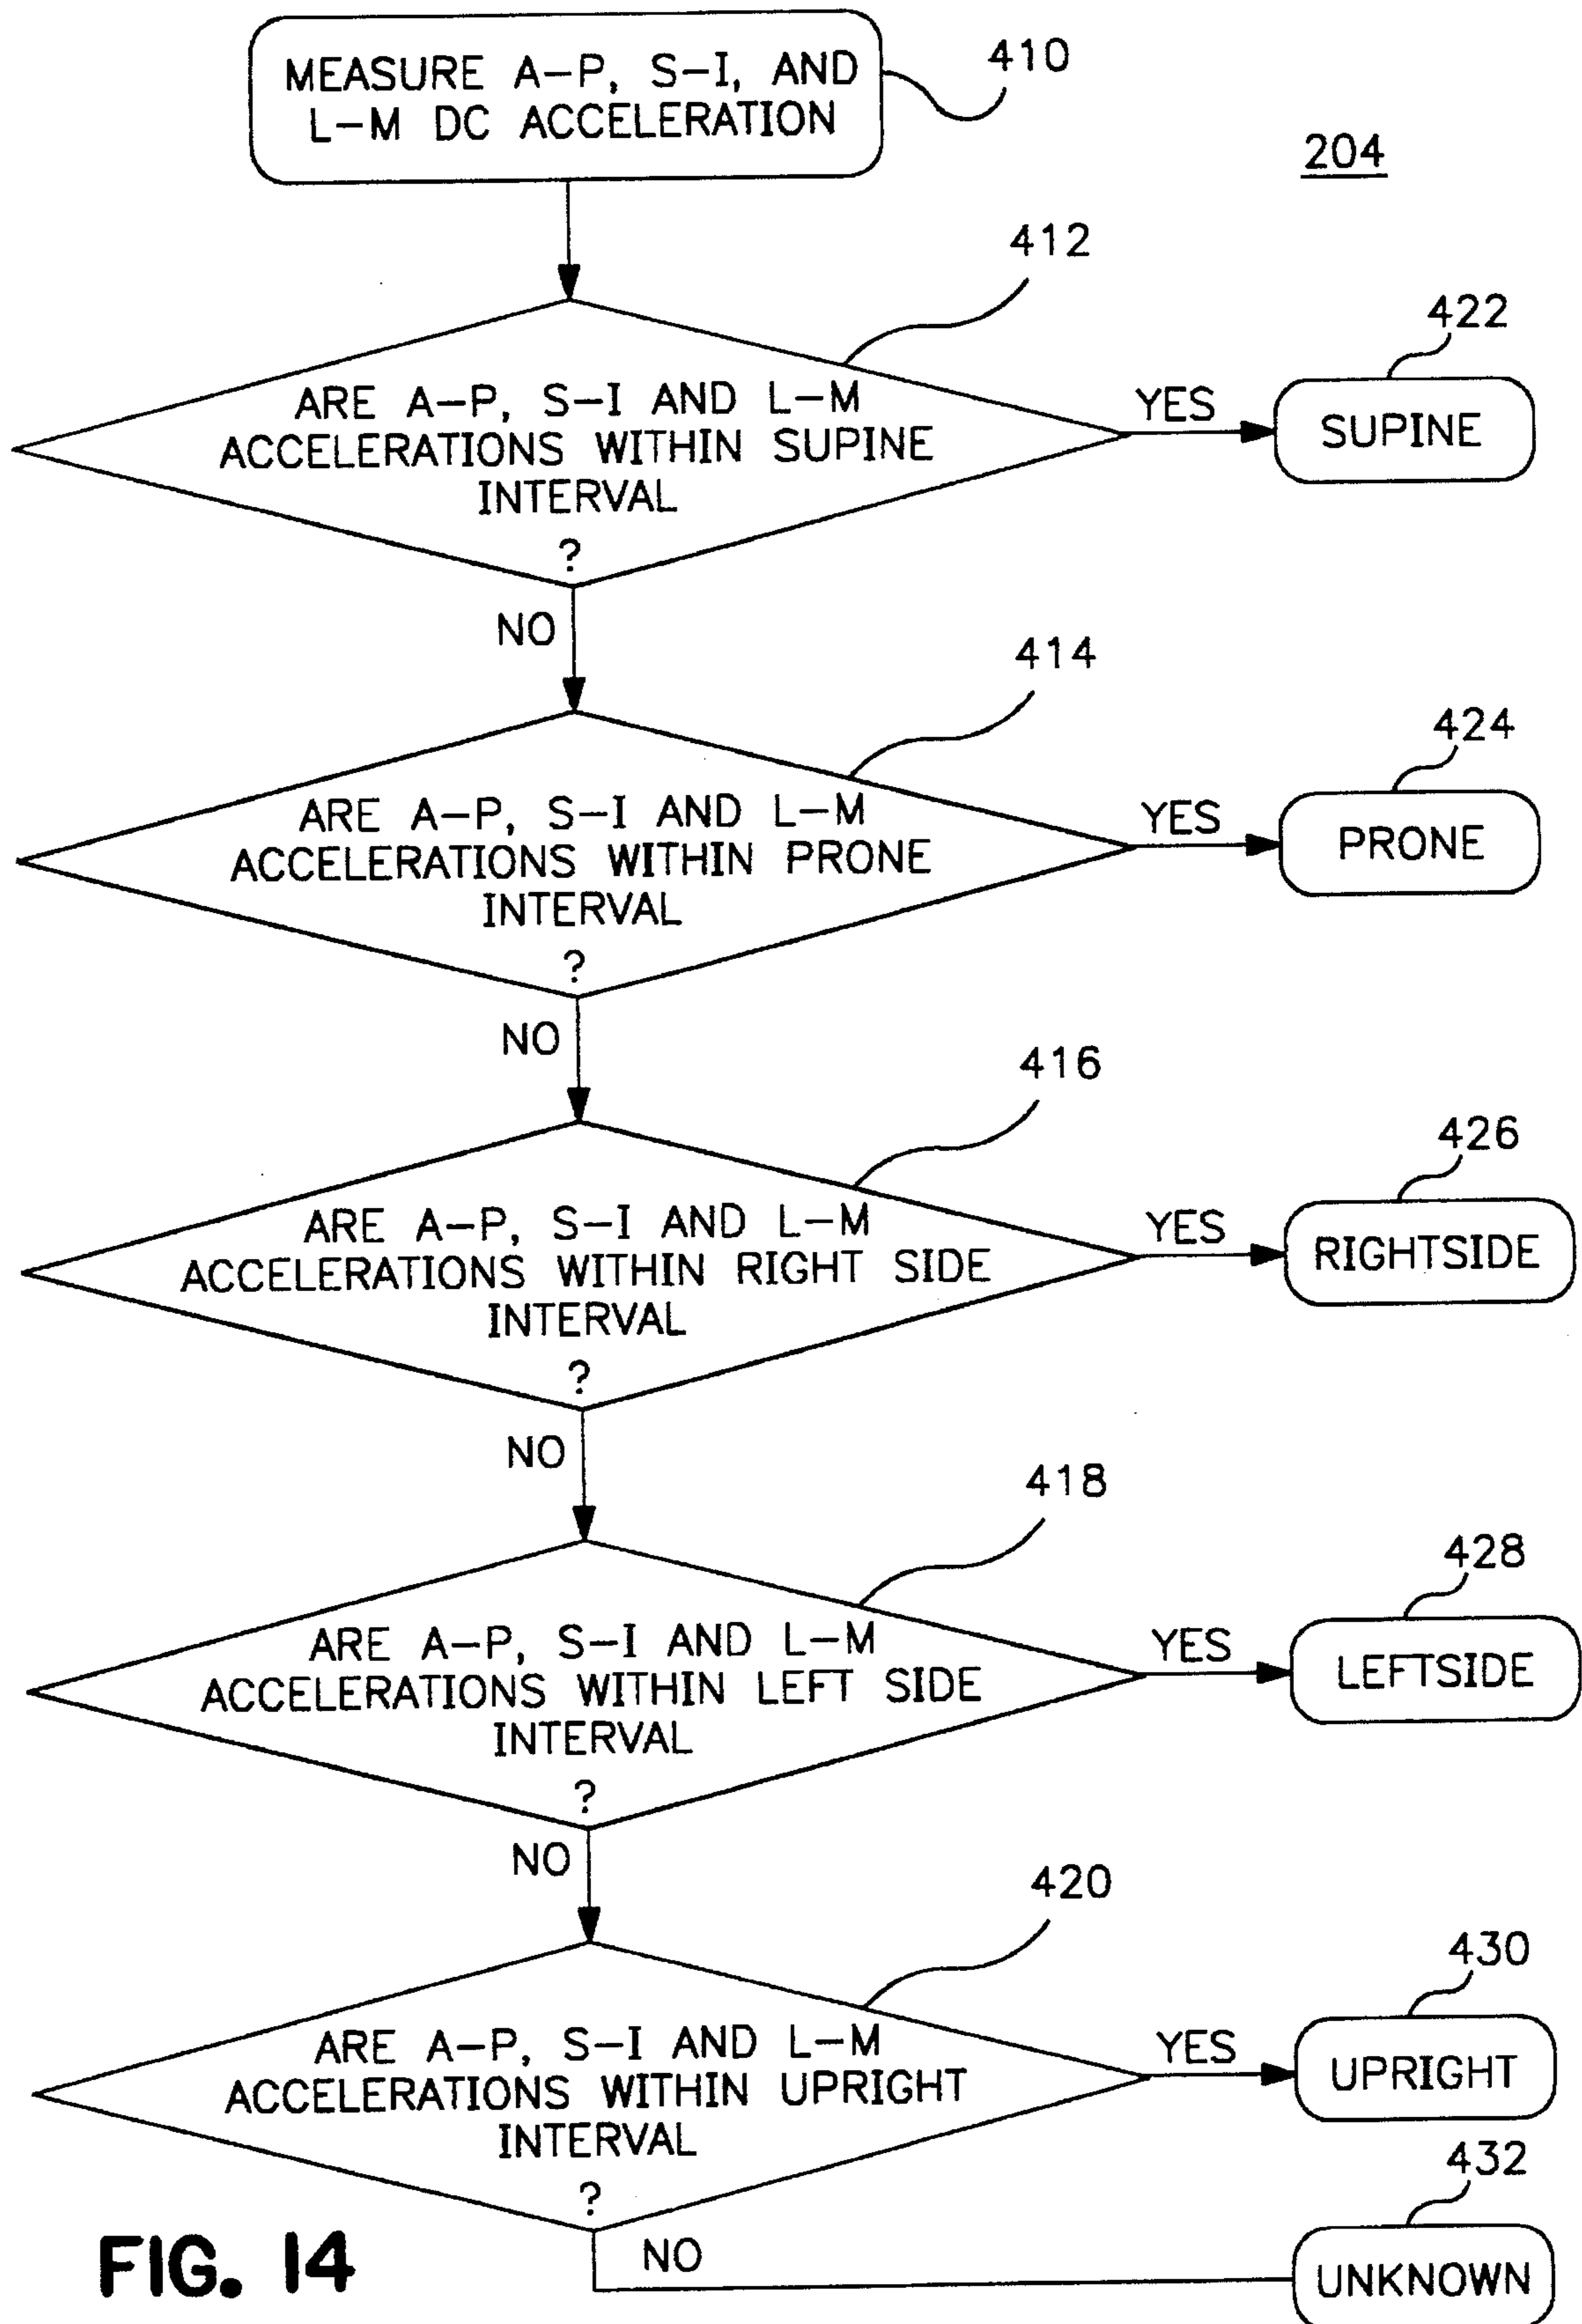 MEASURE A-P, S-I, AND
L-M DC ACCELERATION
410
204
412
ARE A-P, S-I AND L-M
ACCELERATIONS WITHIN SUPINE
INTERVAL
?
YES
422
SUPINE
NO
414
ARE A-P, S-I AND L-M
ACCELERATIONS WITHIN PRONE
INTERVAL
?
YES
424
PRONE
NO
416
ARE A-P, S-I AND L-M
ACCELERATIONS WITHIN RIGHT SIDE
INTERVAL
?
YES
426
RIGHTSIDE
NO
418
ARE A-P, S-I AND L-M
ACCELERATIONS WITHIN LEFT SIDE
INTERVAL
?
YES
428
LEFTSIDE
NO
420
ARE A-P, S-I AND L-M
ACCELERATIONS WITHIN UPRIGHT
INTERVAL
?
YES
430
UPRIGHT
NO
432
UNKNOWN
FIG. 14